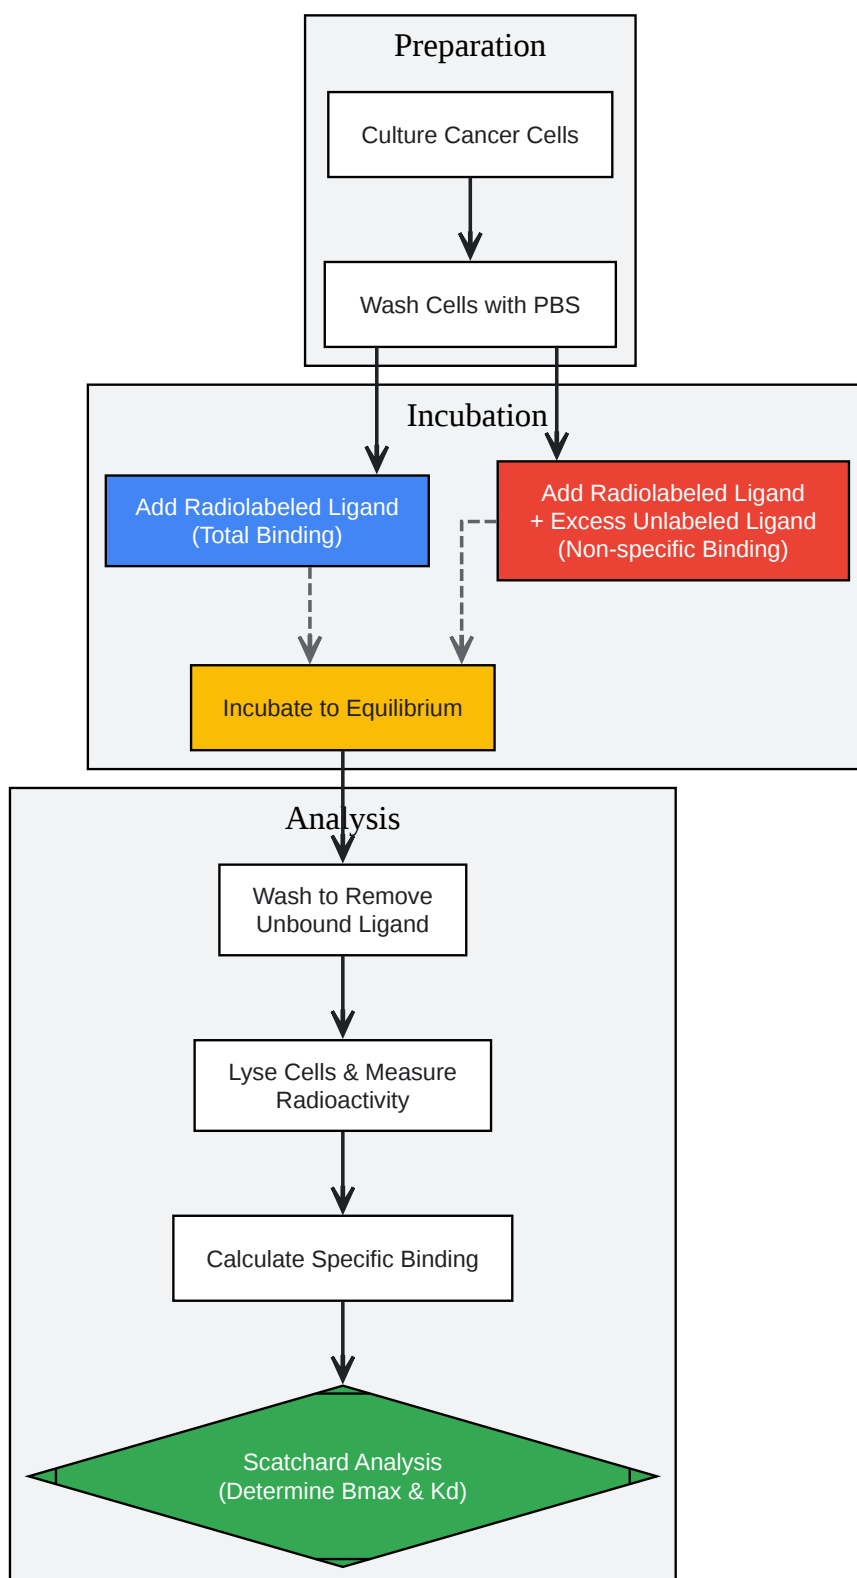 Preparation
Culture Cancer Cells
Wash Cells with PBS
Incubation
Add Radiolabeled Ligand
(Total Binding)
Add Radiolabeled Ligand
+ Excess Unlabeled Ligand
(Non-specific Binding)
Incubate to Equilibrium
Analysis
Wash to Remove
Unbound Ligand
Lyse Cells & Measure
Radioactivity
Calculate Specific Binding
Scatchard Analysis
(Determine Bmax & Kd)